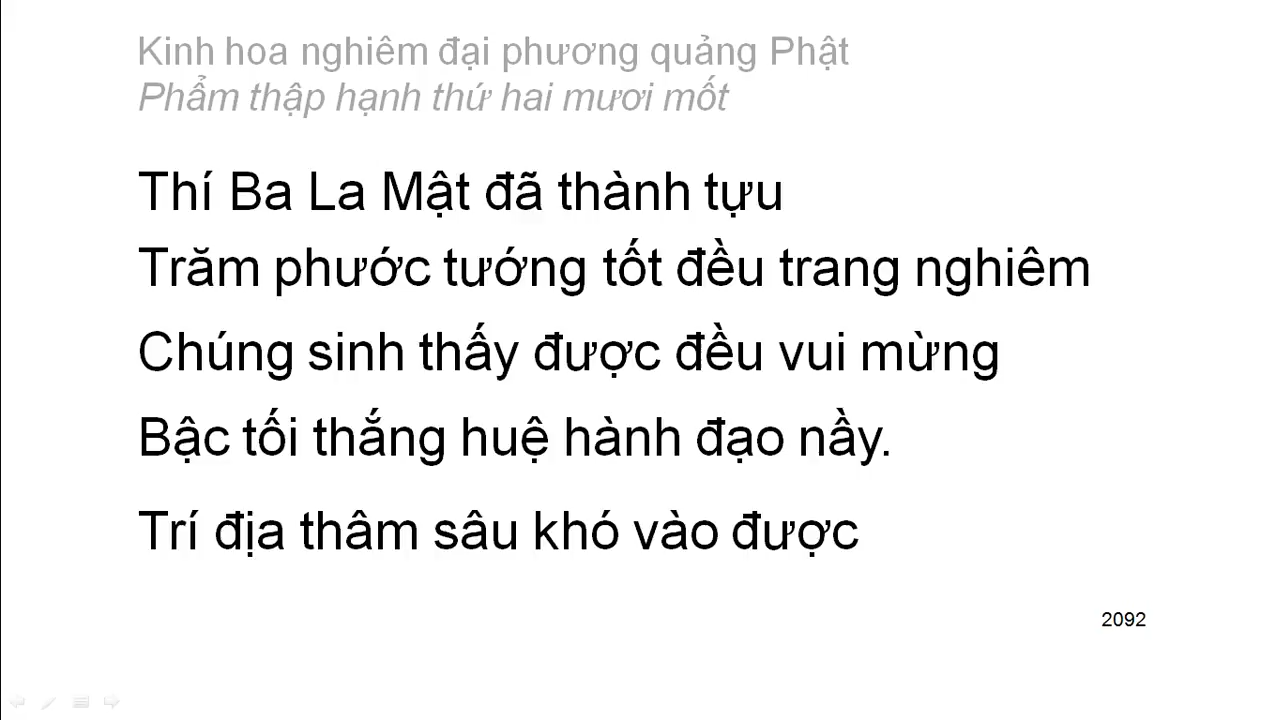 Kinh hoa nghiêm đại phương quảng Phật
Phẩm thập hạnh thứ hai mươi mốt
Thí Ba La Mật đã thành tựu
Trăm phước tướng tốt đều trang nghiêm
Chúng sinh thấy được đều vui mừng
Bậc tối thắng huệ hành đạo nầy.
Trí địa thâm sâu khó vào được
2092